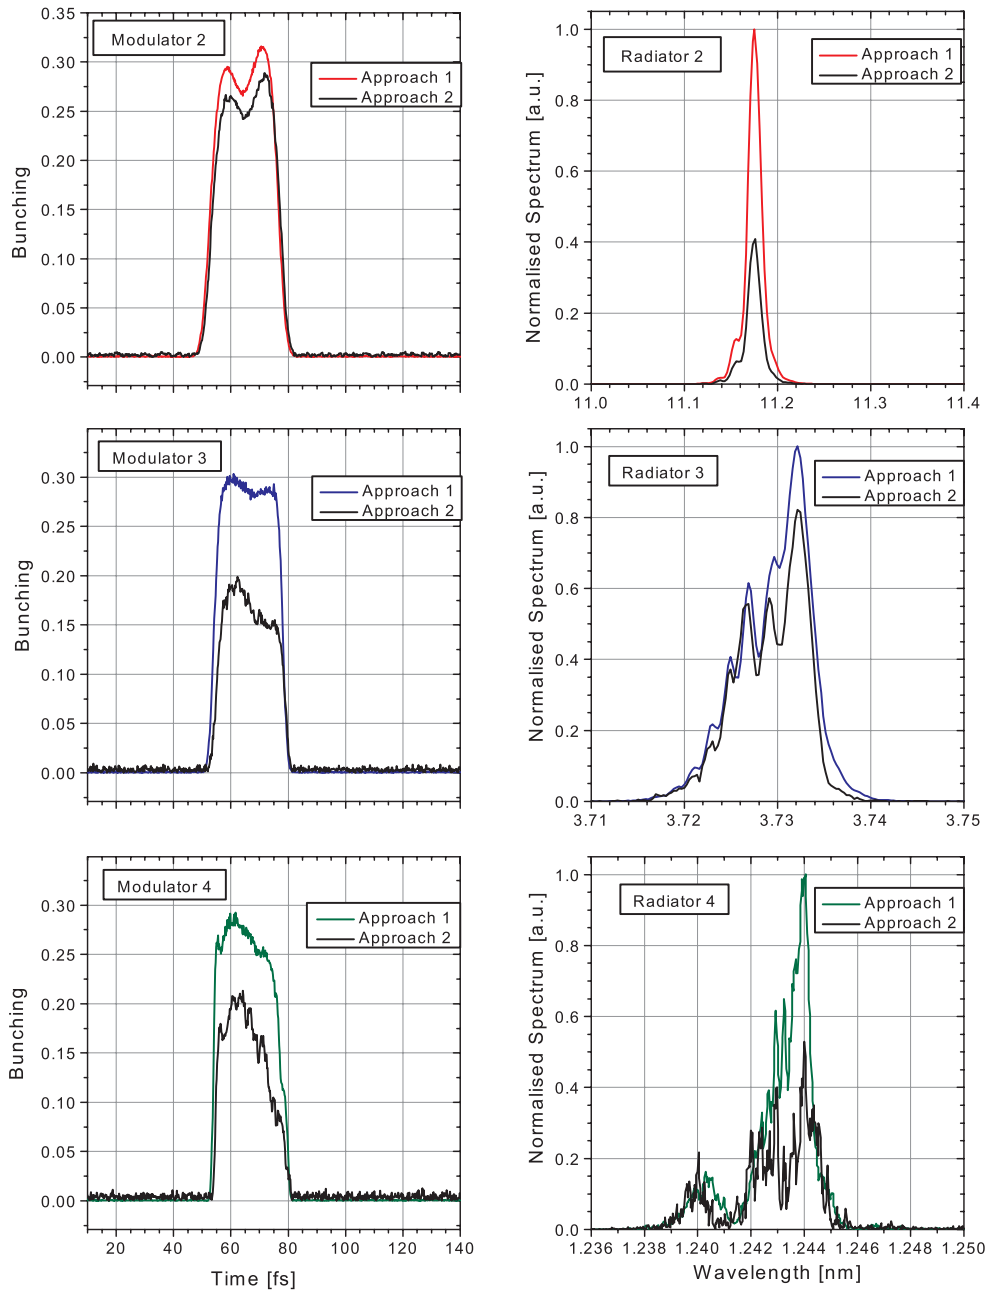 Modulator 2
Approach 1
Approach 2
0.35
0.30
0.25
0.20
0.15
0.10
0.05
0.00
Bunching
Radiator 2
Approach 1
Approach 2
1.0
0.8
0.6
0.4
0.2
0.0
Normalised Spectrum [a.u.]
11.0 11.1 11.2 11.3 11.4
Modulator 3
Approach 1
Approach 2
0.30
0.25
0.20
0.15
0.10
0.05
0.00
Bunching
Radiator 3
Approach 1
Approach 2
1.0
0.8
0.6
0.4
0.2
0.0
Normalised Spectrum [a.u.]
3.71 3.72 3.73 3.74 3.75
Modulator 4
Approach 1
Approach 2
0.30
0.25
0.20
0.15
0.10
0.05
0.00
Bunching
20 40 60 80 100 120 140
Time [fs]
Radiator 4
Approach 1
Approach 2
1.0
0.8
0.6
0.4
0.2
0.0
Normalised Spectrum [a.u.]
1.236 1.238 1.240 1.242 1.244 1.246 1.248 1.250
Wavelength [nm]